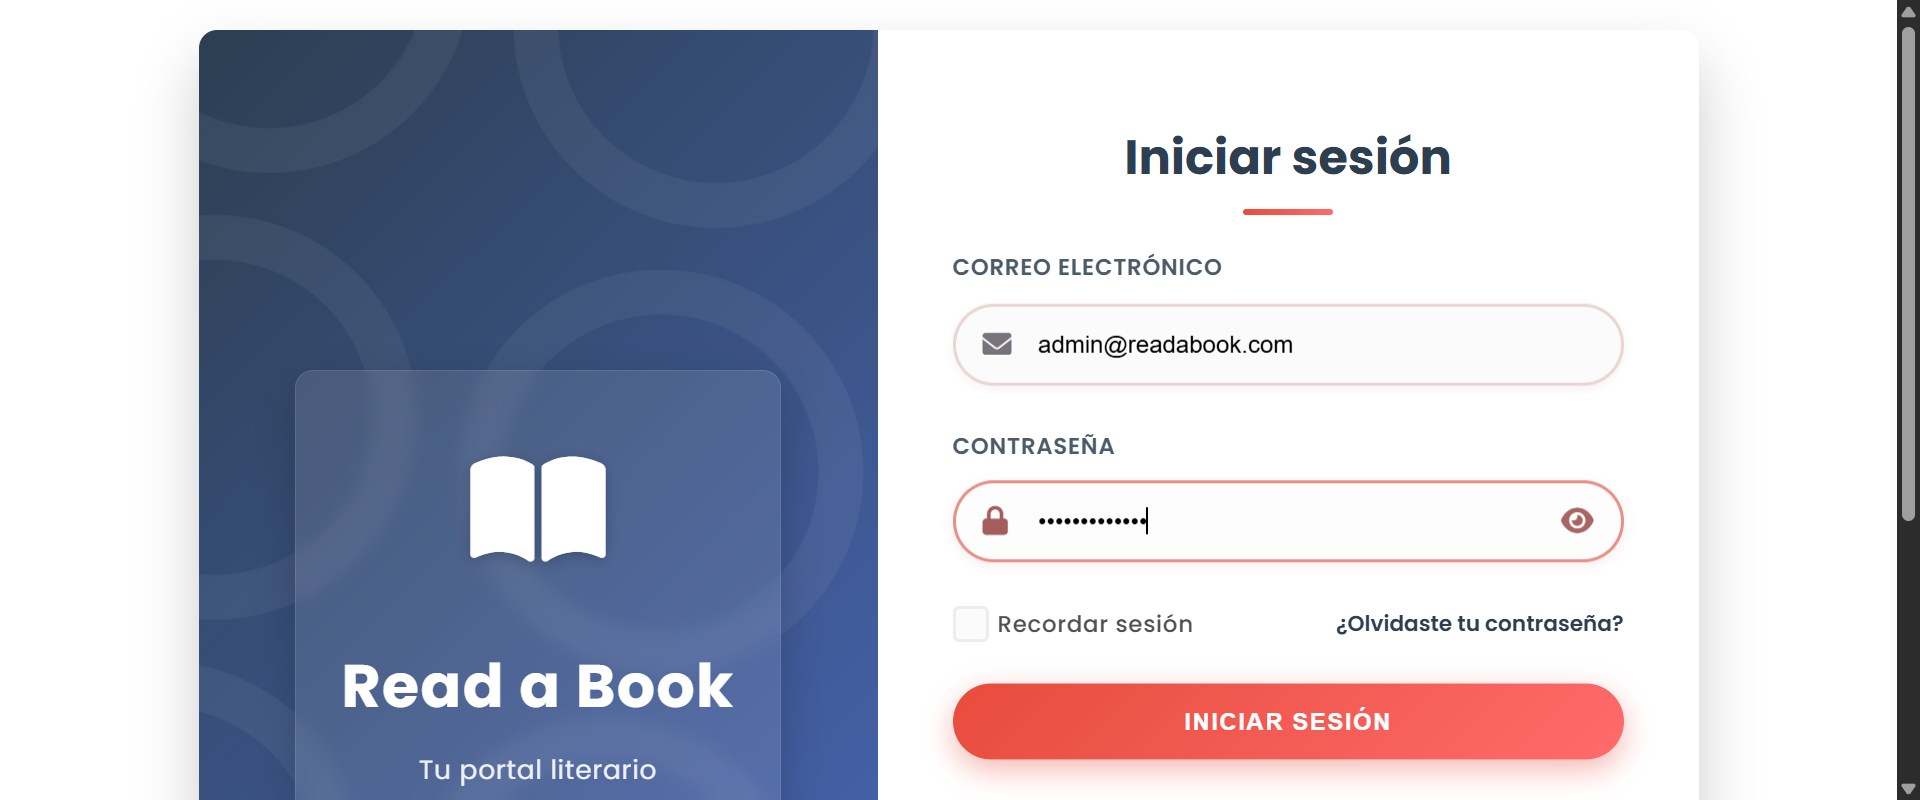 Iniciar sesión
CORREO ELECTRÓNICO
admin@readabook.com
CONTRASEÑA
•••••••••••••
Recordar sesión
¿Olvidaste tu contraseña?
INICIAR SESIÓN
Read a Book
Tu portal literario